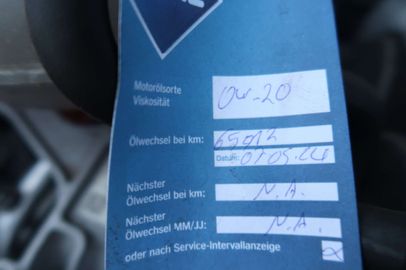 Motorölsorte
Viskosität
0W-20
Ölwechsel bei km:
65012
Datum: 07.05.24
Nächster
Ölwechsel bei km:
N.A.
Nächster
Ölwechsel MM/JJ:
N.A.
oder nach Service-Intervallanzeige